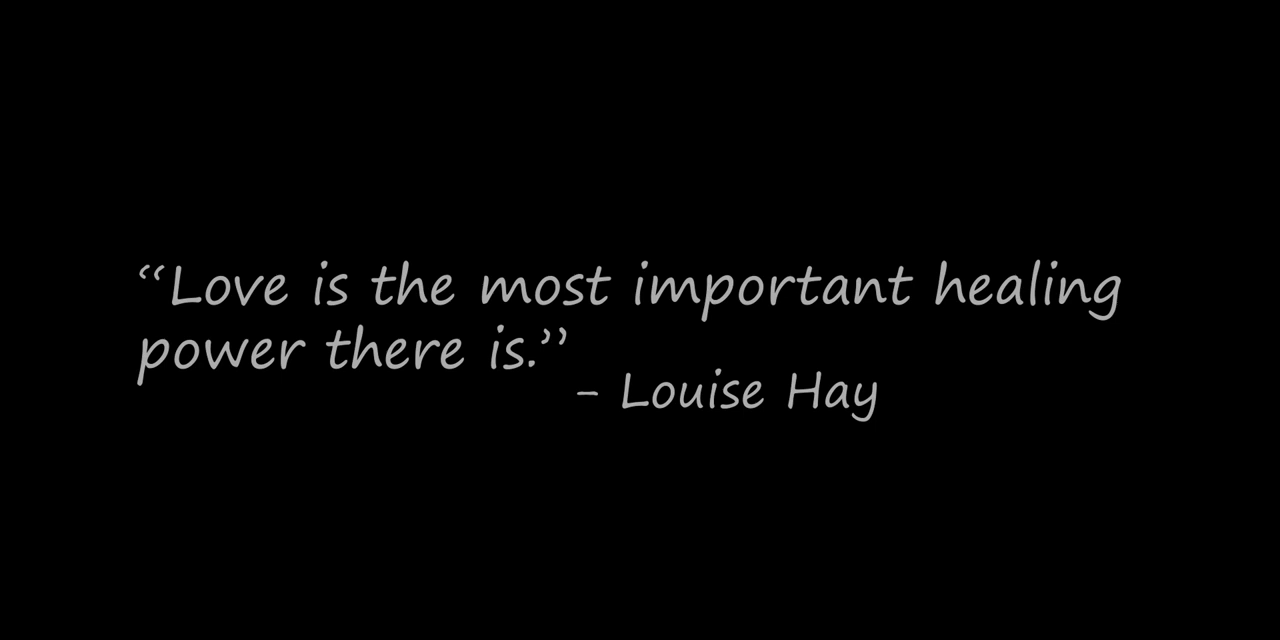 “Love is the most important healing
power there is.”
- Louise Hay